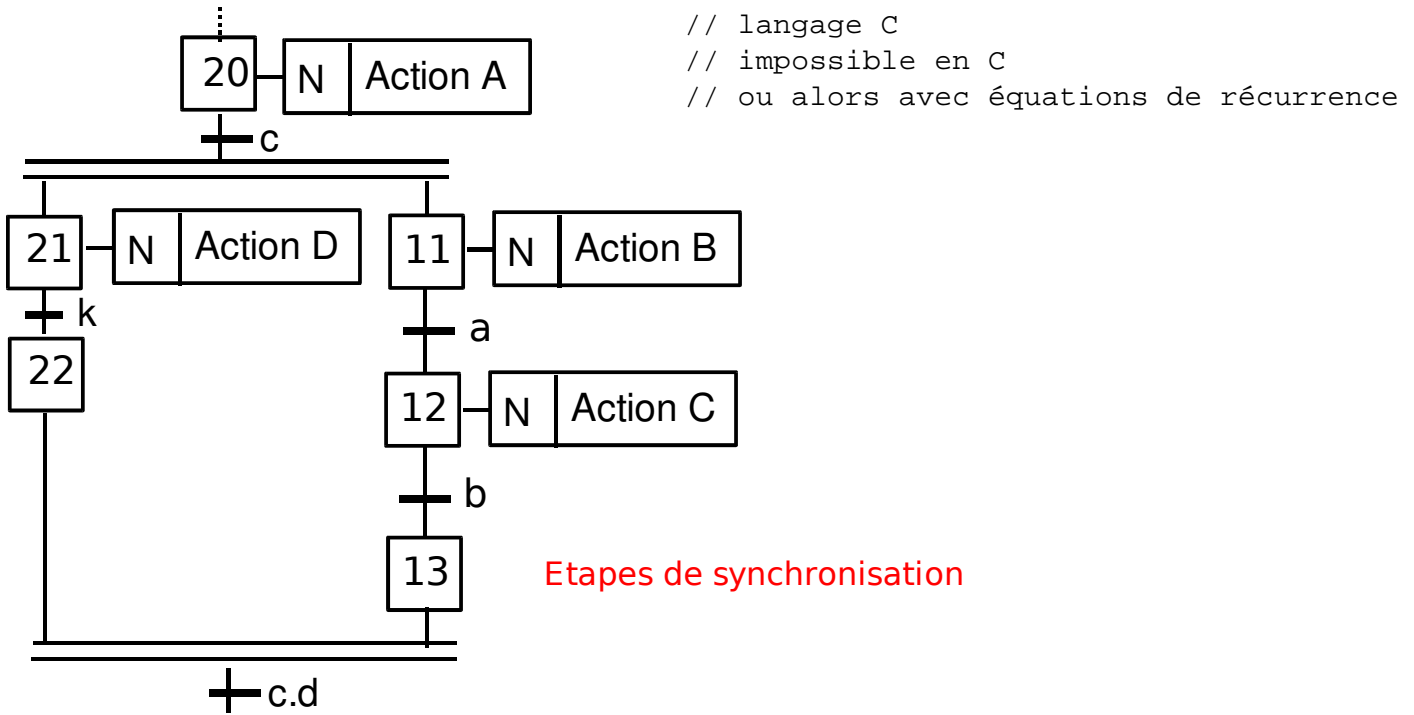 // langage C
// impossible en C
// ou alors avec équations de récurrence
20 N Action A
c
21 N Action D
11 N Action B
k
a
22
12 N Action C
b
13
Etapes de synchronisation
c.d